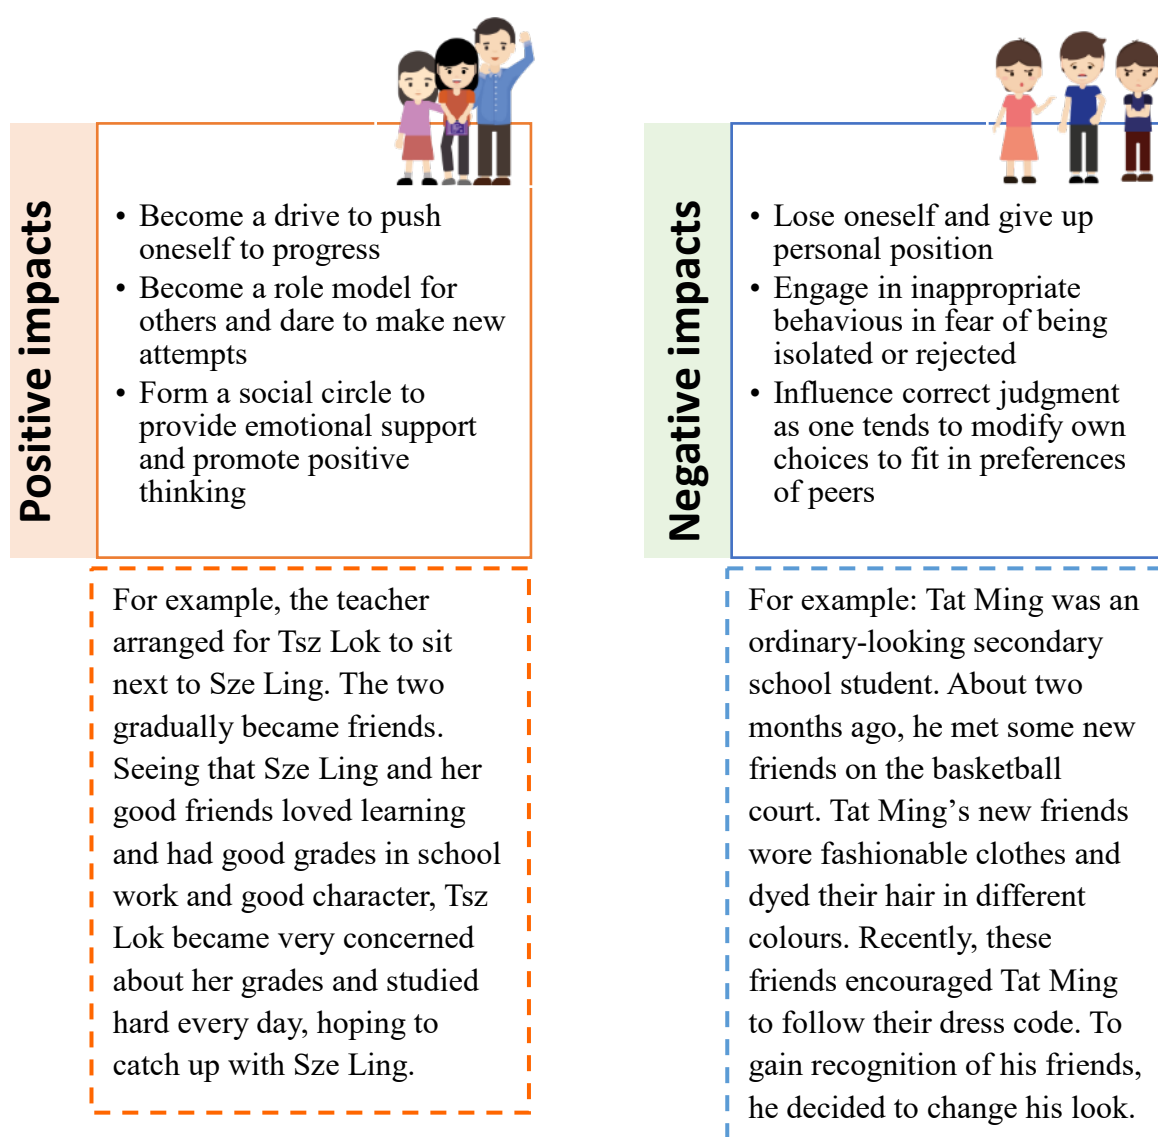 Positive impacts
• Become a drive to push
oneself to progress
• Become a role model for
others and dare to make new
attempts
• Form a social circle to
provide emotional support
and promote positive
thinking
For example, the teacher
arranged for Tsz Lok to sit
next to Sze Ling. The two
gradually became friends.
Seeing that Sze Ling and her
good friends loved learning
and had good grades in school
work and good character, Tsz
Lok became very concerned
about her grades and studied
hard every day, hoping to
catch up with Sze Ling.
Negative impacts
• Lose oneself and give up
personal position
• Engage in inappropriate
behavious in fear of being
isolated or rejected
• Influence correct judgment
as one tends to modify own
choices to fit in preferences
of peers
For example: Tat Ming was an
ordinary-looking secondary
school student. About two
months ago, he met some new
friends on the basketball
court. Tat Ming’s new friends
wore fashionable clothes and
dyed their hair in different
colours. Recently, these
friends encouraged Tat Ming
to follow their dress code. To
gain recognition of his friends,
he decided to change his look.